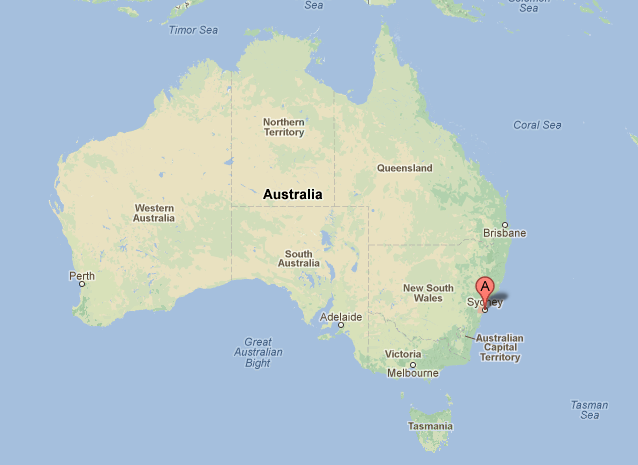 Sea
Solomon
Sea
Timor Sea
Coral Sea
Northern
Territory
Queensland
Australia
Western
Australia
Brisbane
South
Australia
Perth
A
New South
Wales
Sydney
Adelaide
Australian
Capital
Territory
Great
Australian
Bight
Victoria
Melbourne
Tasman
Sea
Tasmania